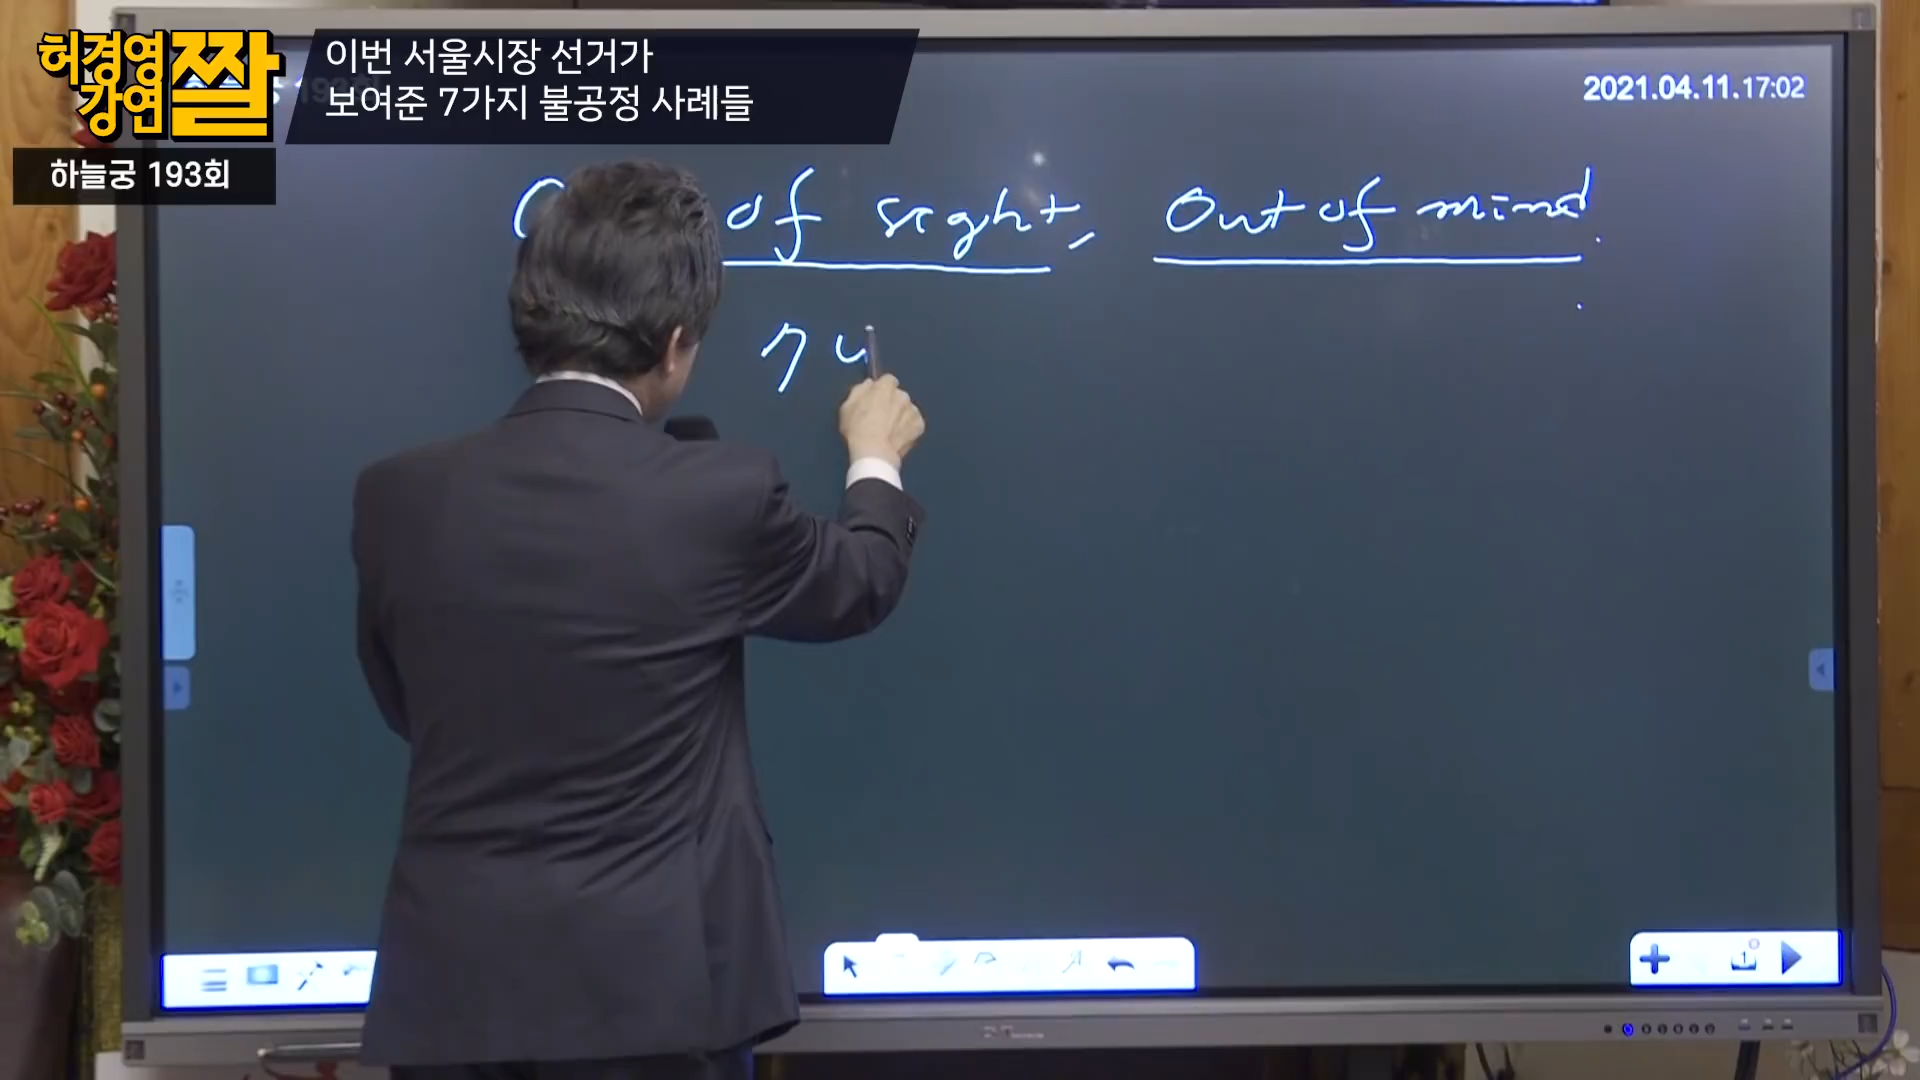 허경영
강연
짤
이번 서울시장 선거가
보여준 7가지 불공정 사례들
하늘궁 193회
2021.04.11.17:02
of sight, Out of mind.